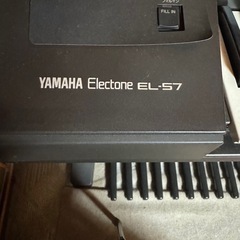 FILL IN
YAMAHA Electone EL-57